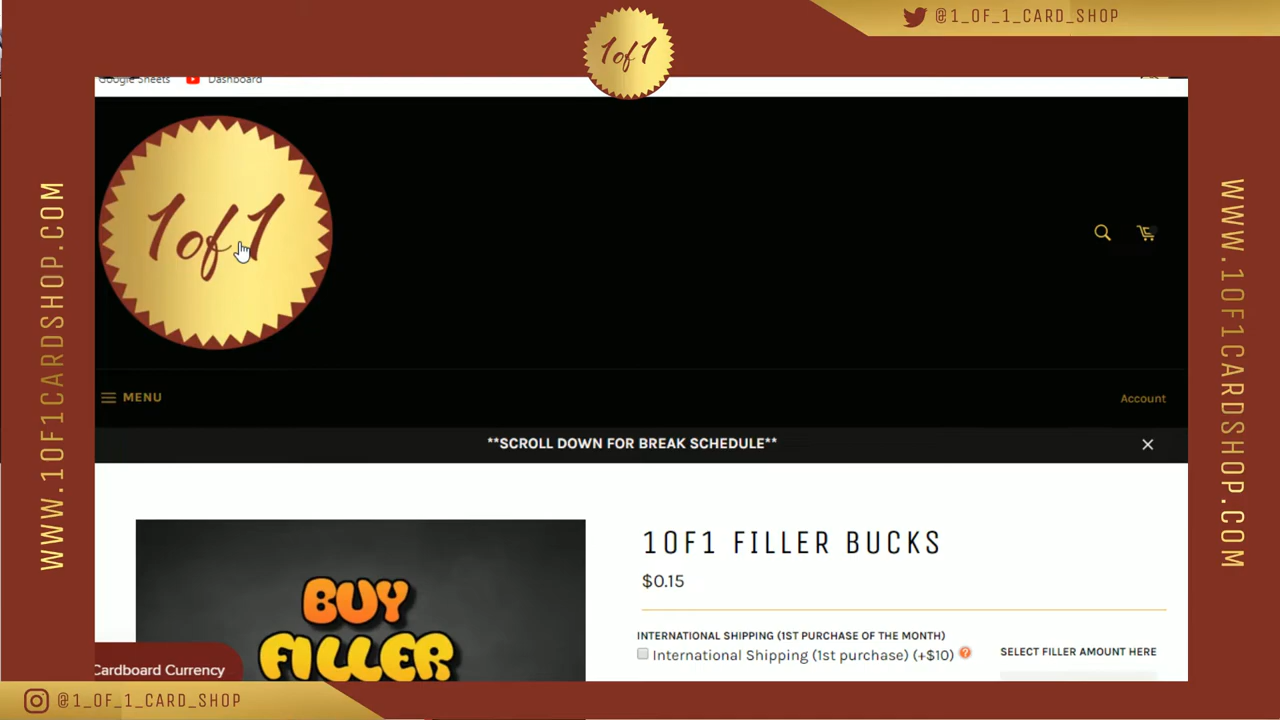 @1_OF_1_CARD_SHOP
1of1
Google Sheets Dashboard
1of1
MENU
Account
**SCROLL DOWN FOR BREAK SCHEDULE**
1OF1 FILLER BUCKS
$0.15
BUY
FILLER
INTERNATIONAL SHIPPING (1ST PURCHASE OF THE MONTH)
International Shipping (1st purchase) (+$10)
SELECT FILLER AMOUNT HERE
Cardboard Currency
@1_OF_1_CARD_SHOP
WWW.1OF1CARDSHOP.COM
WWW.1OF1CARDSHOP.COM